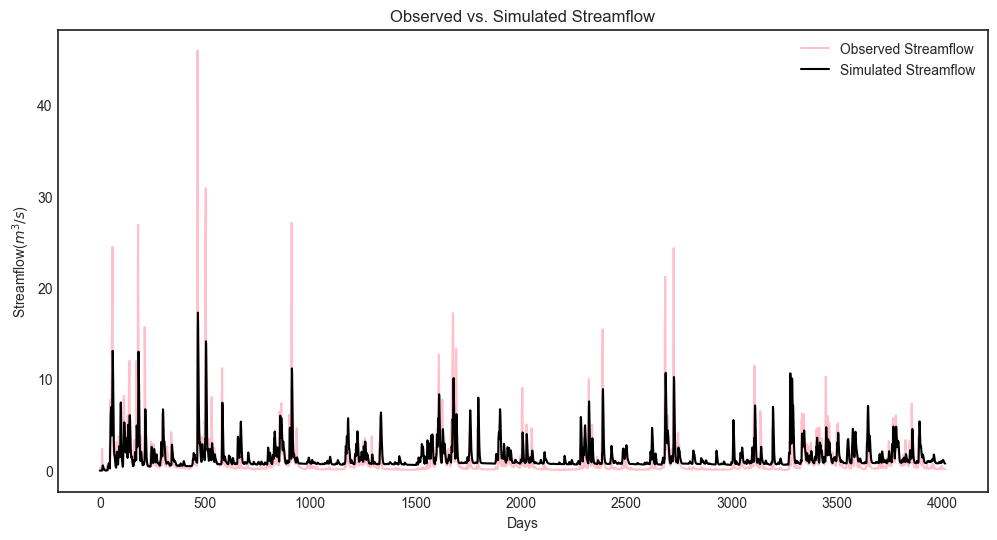 Observed vs. Simulated Streamflow
Observed Streamflow
Simulated Streamflow
Streamflow(m³/s)
40
30
20
10
0
0 500 1000 1500 2000 2500 3000 3500 4000
Days